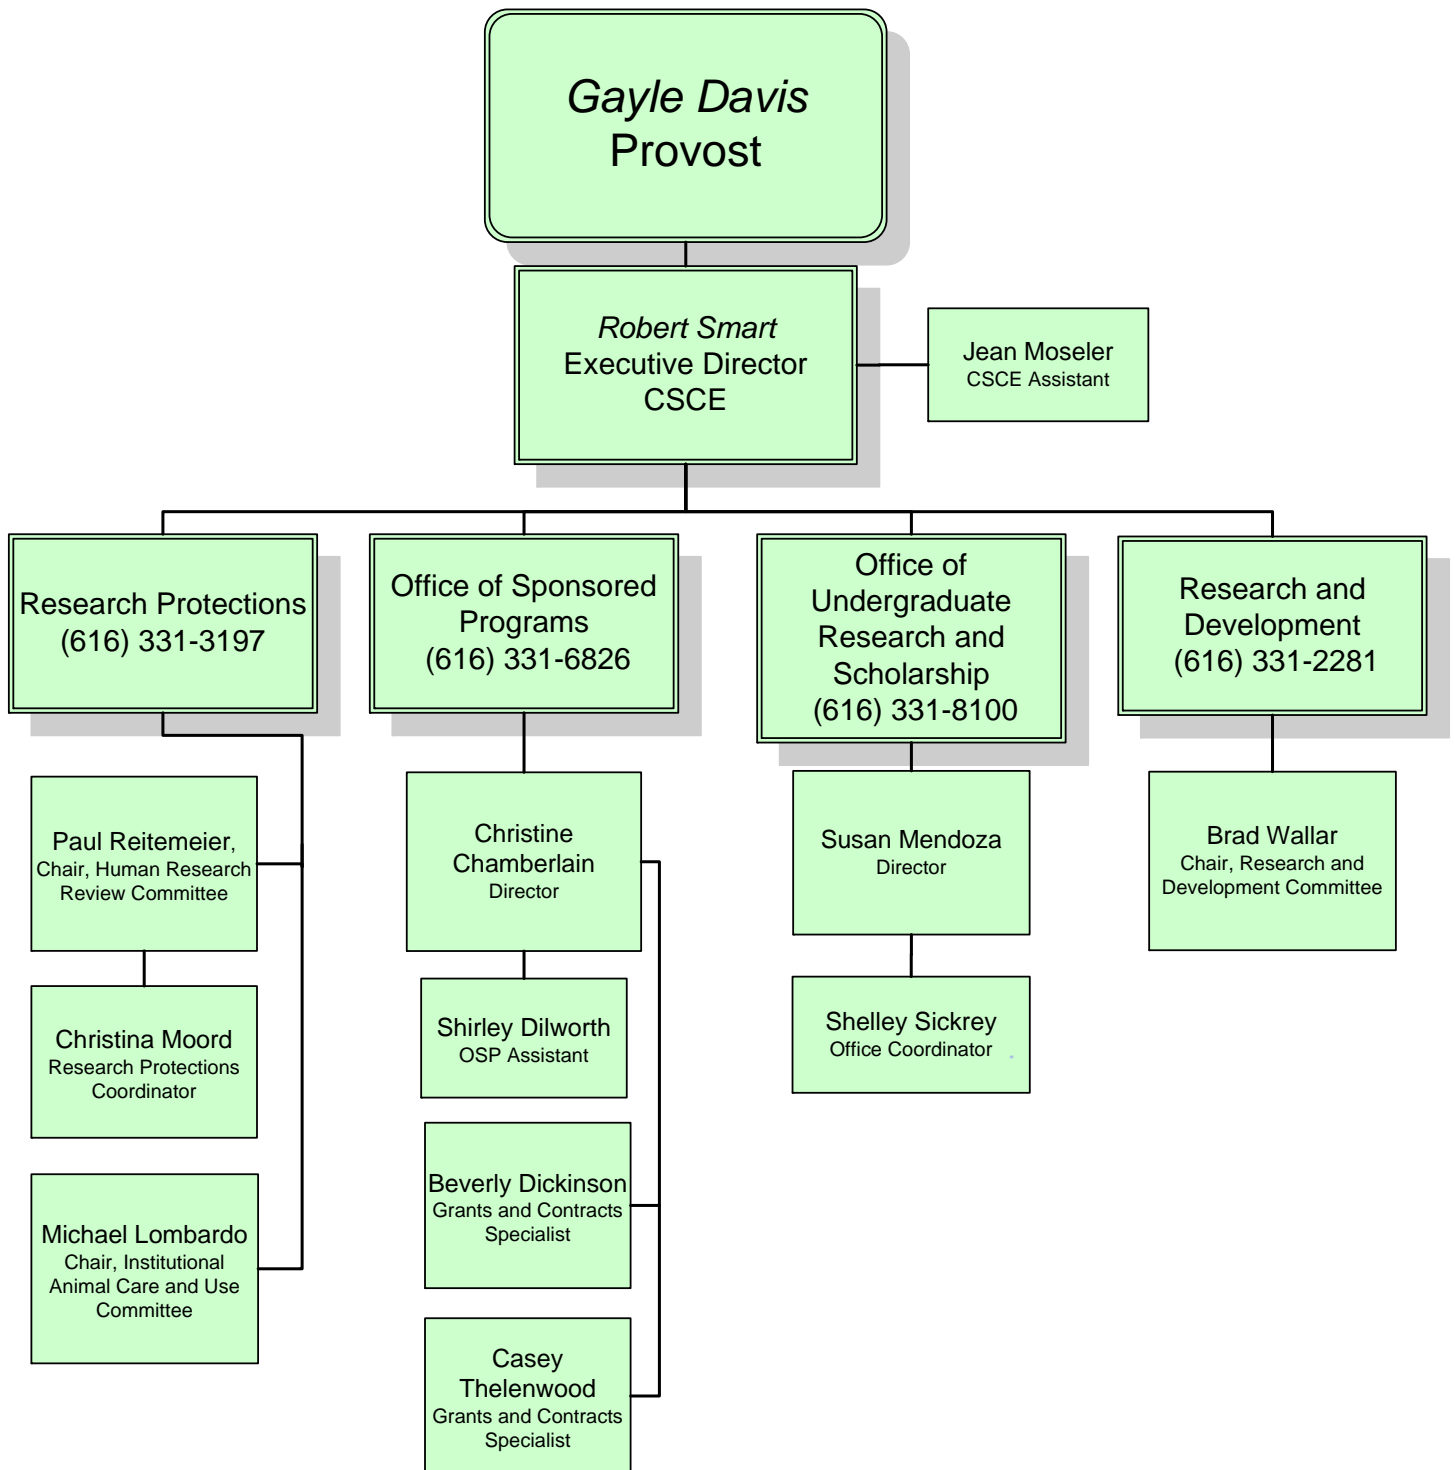 Gayle Davis
Provost
Robert Smart
Executive Director
CSCE
Jean Moseler
CSCE Assistant
Research Protections
(616) 331-3197
Office of Sponsored
Programs
(616) 331-6826
Office of
Undergraduate
Research and
Scholarship
(616) 331-8100
Research and
Development
(616) 331-2281
Paul Reitemeier,
Chair, Human Research
Review Committee
Christina Moord
Research Protections
Coordinator
Michael Lombardo
Chair, Institutional
Animal Care and Use
Committee
Christine
Chamberlain
Director
Shirley Dilworth
OSP Assistant
Beverly Dickinson
Grants and Contracts
Specialist
Casey
Thelenwood
Grants and Contracts
Specialist
Susan Mendoza
Director
Shelley Sickrey
Office Coordinator
Brad Wallar
Chair, Research and
Development Committee